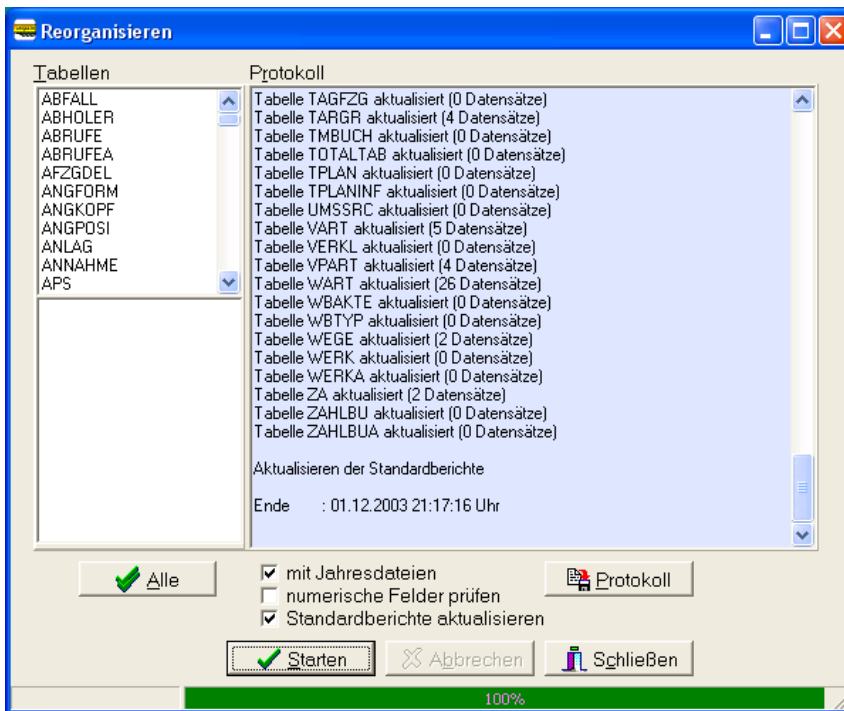 Reorganisieren
Tabellen
ABFALL
ABHOLER
ABRUFE
ABRUFEA
AFZGDEL
ANGFORM
ANGKOPF
ANGPOSI
ANLAG
ANNAHME
APS
Protokoll
Tabelle TAGFZG aktualisiert (0 Datensätze)
Tabelle TARGR aktualisiert (4 Datensätze)
Tabelle TMBUCH aktualisiert (0 Datensätze)
Tabelle TOTALTAB aktualisiert (0 Datensätze)
Tabelle TPLAN aktualisiert (0 Datensätze)
Tabelle TPLANINF aktualisiert (0 Datensätze)
Tabelle UMSSRC aktualisiert (0 Datensätze)
Tabelle VART aktualisiert (5 Datensätze)
Tabelle VERKL aktualisiert (0 Datensätze)
Tabelle VPART aktualisiert (4 Datensätze)
Tabelle WART aktualisiert (26 Datensätze)
Tabelle WBAKTE aktualisiert (0 Datensätze)
Tabelle WBTYP aktualisiert (0 Datensätze)
Tabelle WEGE aktualisiert (2 Datensätze)
Tabelle WERK aktualisiert (0 Datensätze)
Tabelle WERKA aktualisiert (0 Datensätze)
Tabelle ZA aktualisiert (2 Datensätze)
Tabelle ZAHLBU aktualisiert (0 Datensätze)
Tabelle ZAHLBUA aktualisiert (0 Datensätze)
Aktualisieren der Standardberichte
Ende : 01.12.2003 21:17:16 Uhr
Alle
mit Jahresdateien
numerische Felder prüfen
Standardberichte aktualisieren
Protokoll
Starten
Abbrechen
Schließen
100%